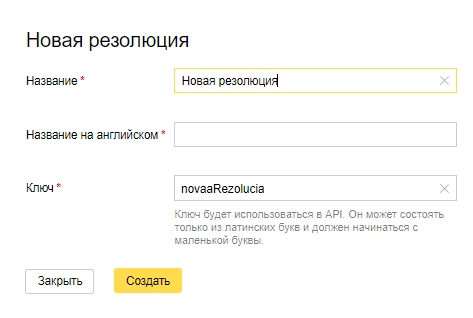 Новая резолюция
Название *
Новая резолюция
Название на английском *
Ключ *
novaaRezolucia
Ключ будет использоваться в API. Он может состоять
только из латинских букв и должен начинаться с
маленькой буквы.
Закрыть
Создать